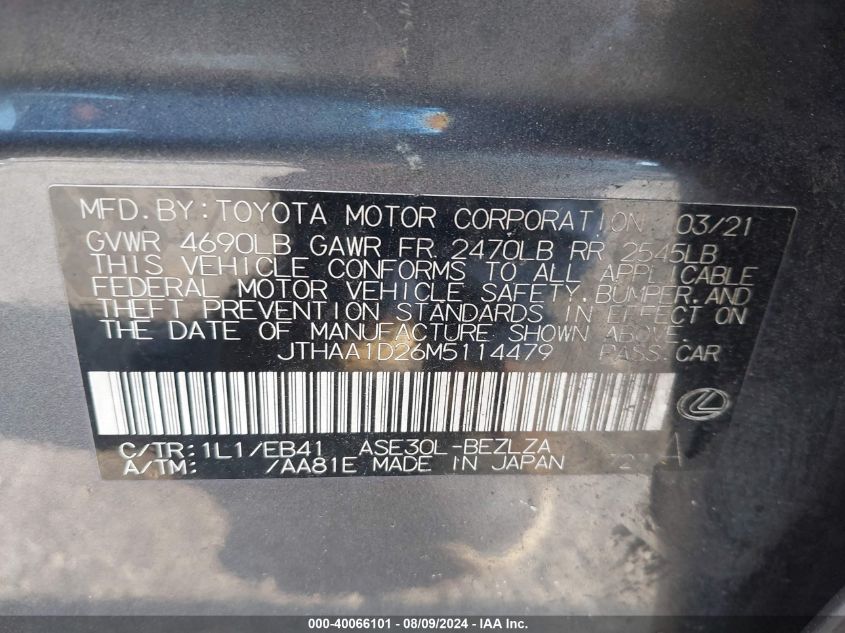 MFD. BY: TOYOTA MOTOR CORPORATION 03/21
GVWR 4690LB GAWR FR 2470LB RR 2545LB
THIS VEHICLE CONFORMS TO ALL APPLICABLE
FEDERAL MOTOR VEHICLE SAFETY, BUMPER, AND
THEFT PREVENTION STANDARDS IN EFFECT ON
THE DATE OF MANUFACTURE SHOWN ABOVE.
JTHAA1D26M5114479 PASS.CAR
C/TR: 1L1/EB41 ASE30L-BEZLZA
A/TM: /AA81E MADE IN JAPAN
000-40066101 - 08/09/2024 - IAA Inc.